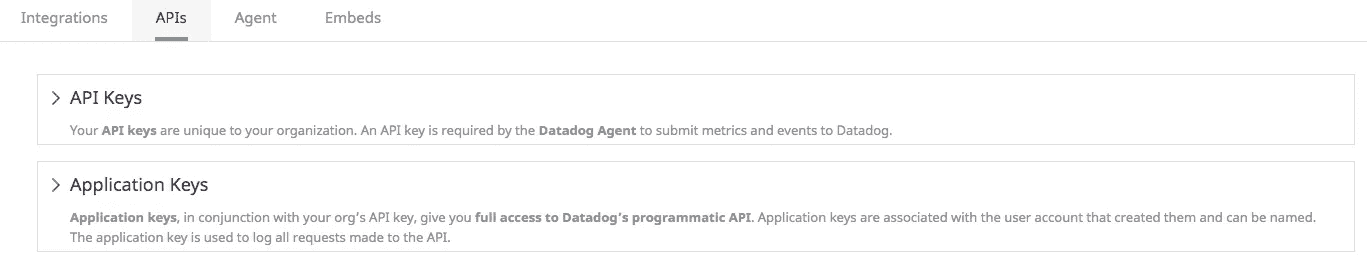 Integrations APIs Agent Embeds
API Keys
Your API keys are unique to your organization. An API key is required by the Datadog Agent to submit metrics and events to Datadog.
Application Keys
Application keys, in conjunction with your org’s API key, give you full access to Datadog’s programmatic API. Application keys are associated with the user account that created them and can be named.
The application key is used to log all requests made to the API.